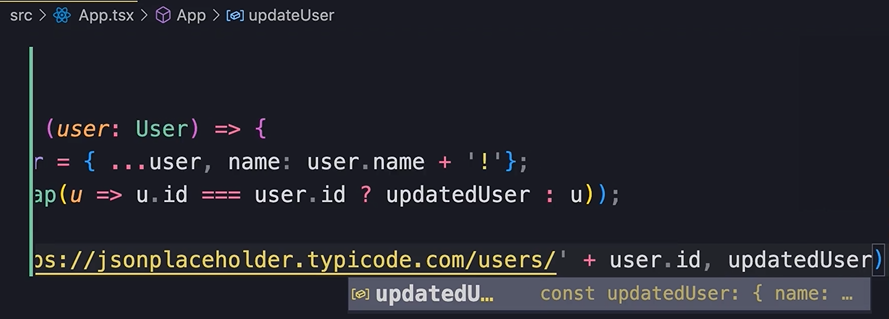 src > App.tsx > App > updateUser
(user: User) => {
r = { ...user, name: user.name + '!'};
ap(u => u.id === user.id ? updatedUser : u));
ps://jsonplaceholder.typicode.com/users/' + user.id, updatedUser)
updatedU… const updatedUser: { name: …